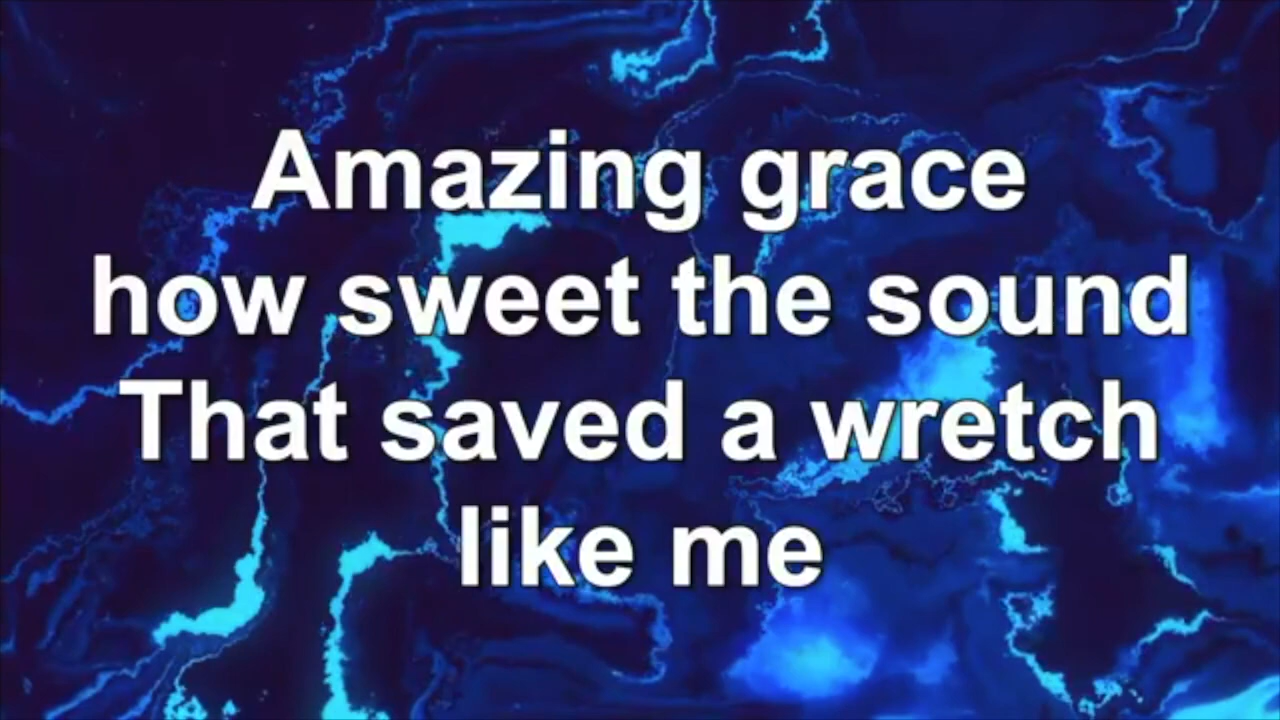 Amazing grace
how sweet the sound
That saved a wretch
like me